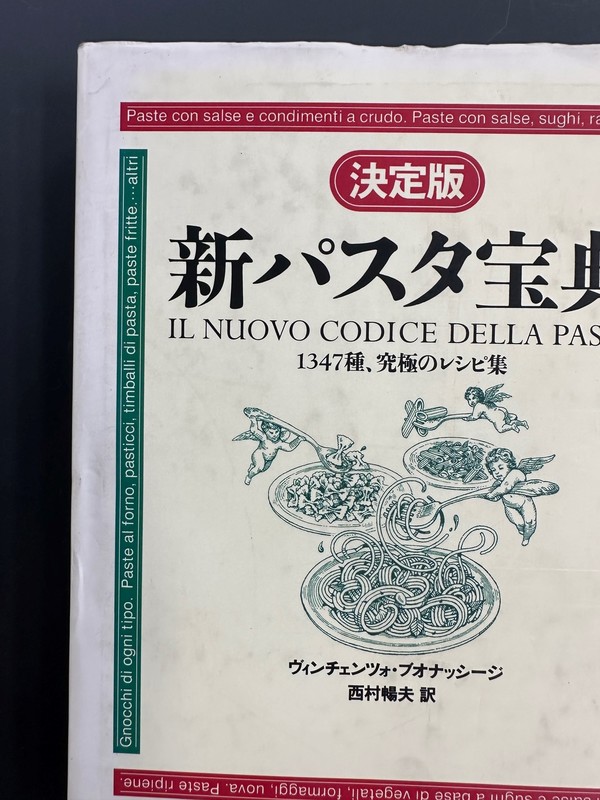 Paste con salse e condimenti a crudo. Paste con salse, sughi, ra
決定版
新パスタ宝典
IL NUOVO CODICE DELLA PAS
1347種、究極のレシピ集
ヴィンチェンツォ・ブオナッシージ
西村暢夫 訳
Gnocchi di ogni tipo. Paste al forno, pasticci, timballi di pasta, paste fritte.…altri
e sughi a base di vegetali, formaggi, uova. Paste ripiene.